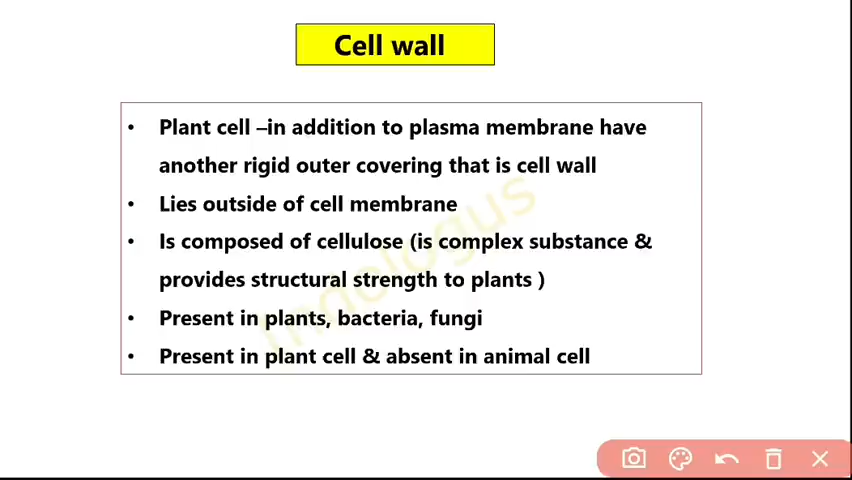 Cell wall
• Plant cell –in addition to plasma membrane have
another rigid outer covering that is cell wall
• Lies outside of cell membrane
• Is composed of cellulose (is complex substance &
provides structural strength to plants )
• Present in plants, bacteria, fungi
• Present in plant cell & absent in animal cell
Indologus